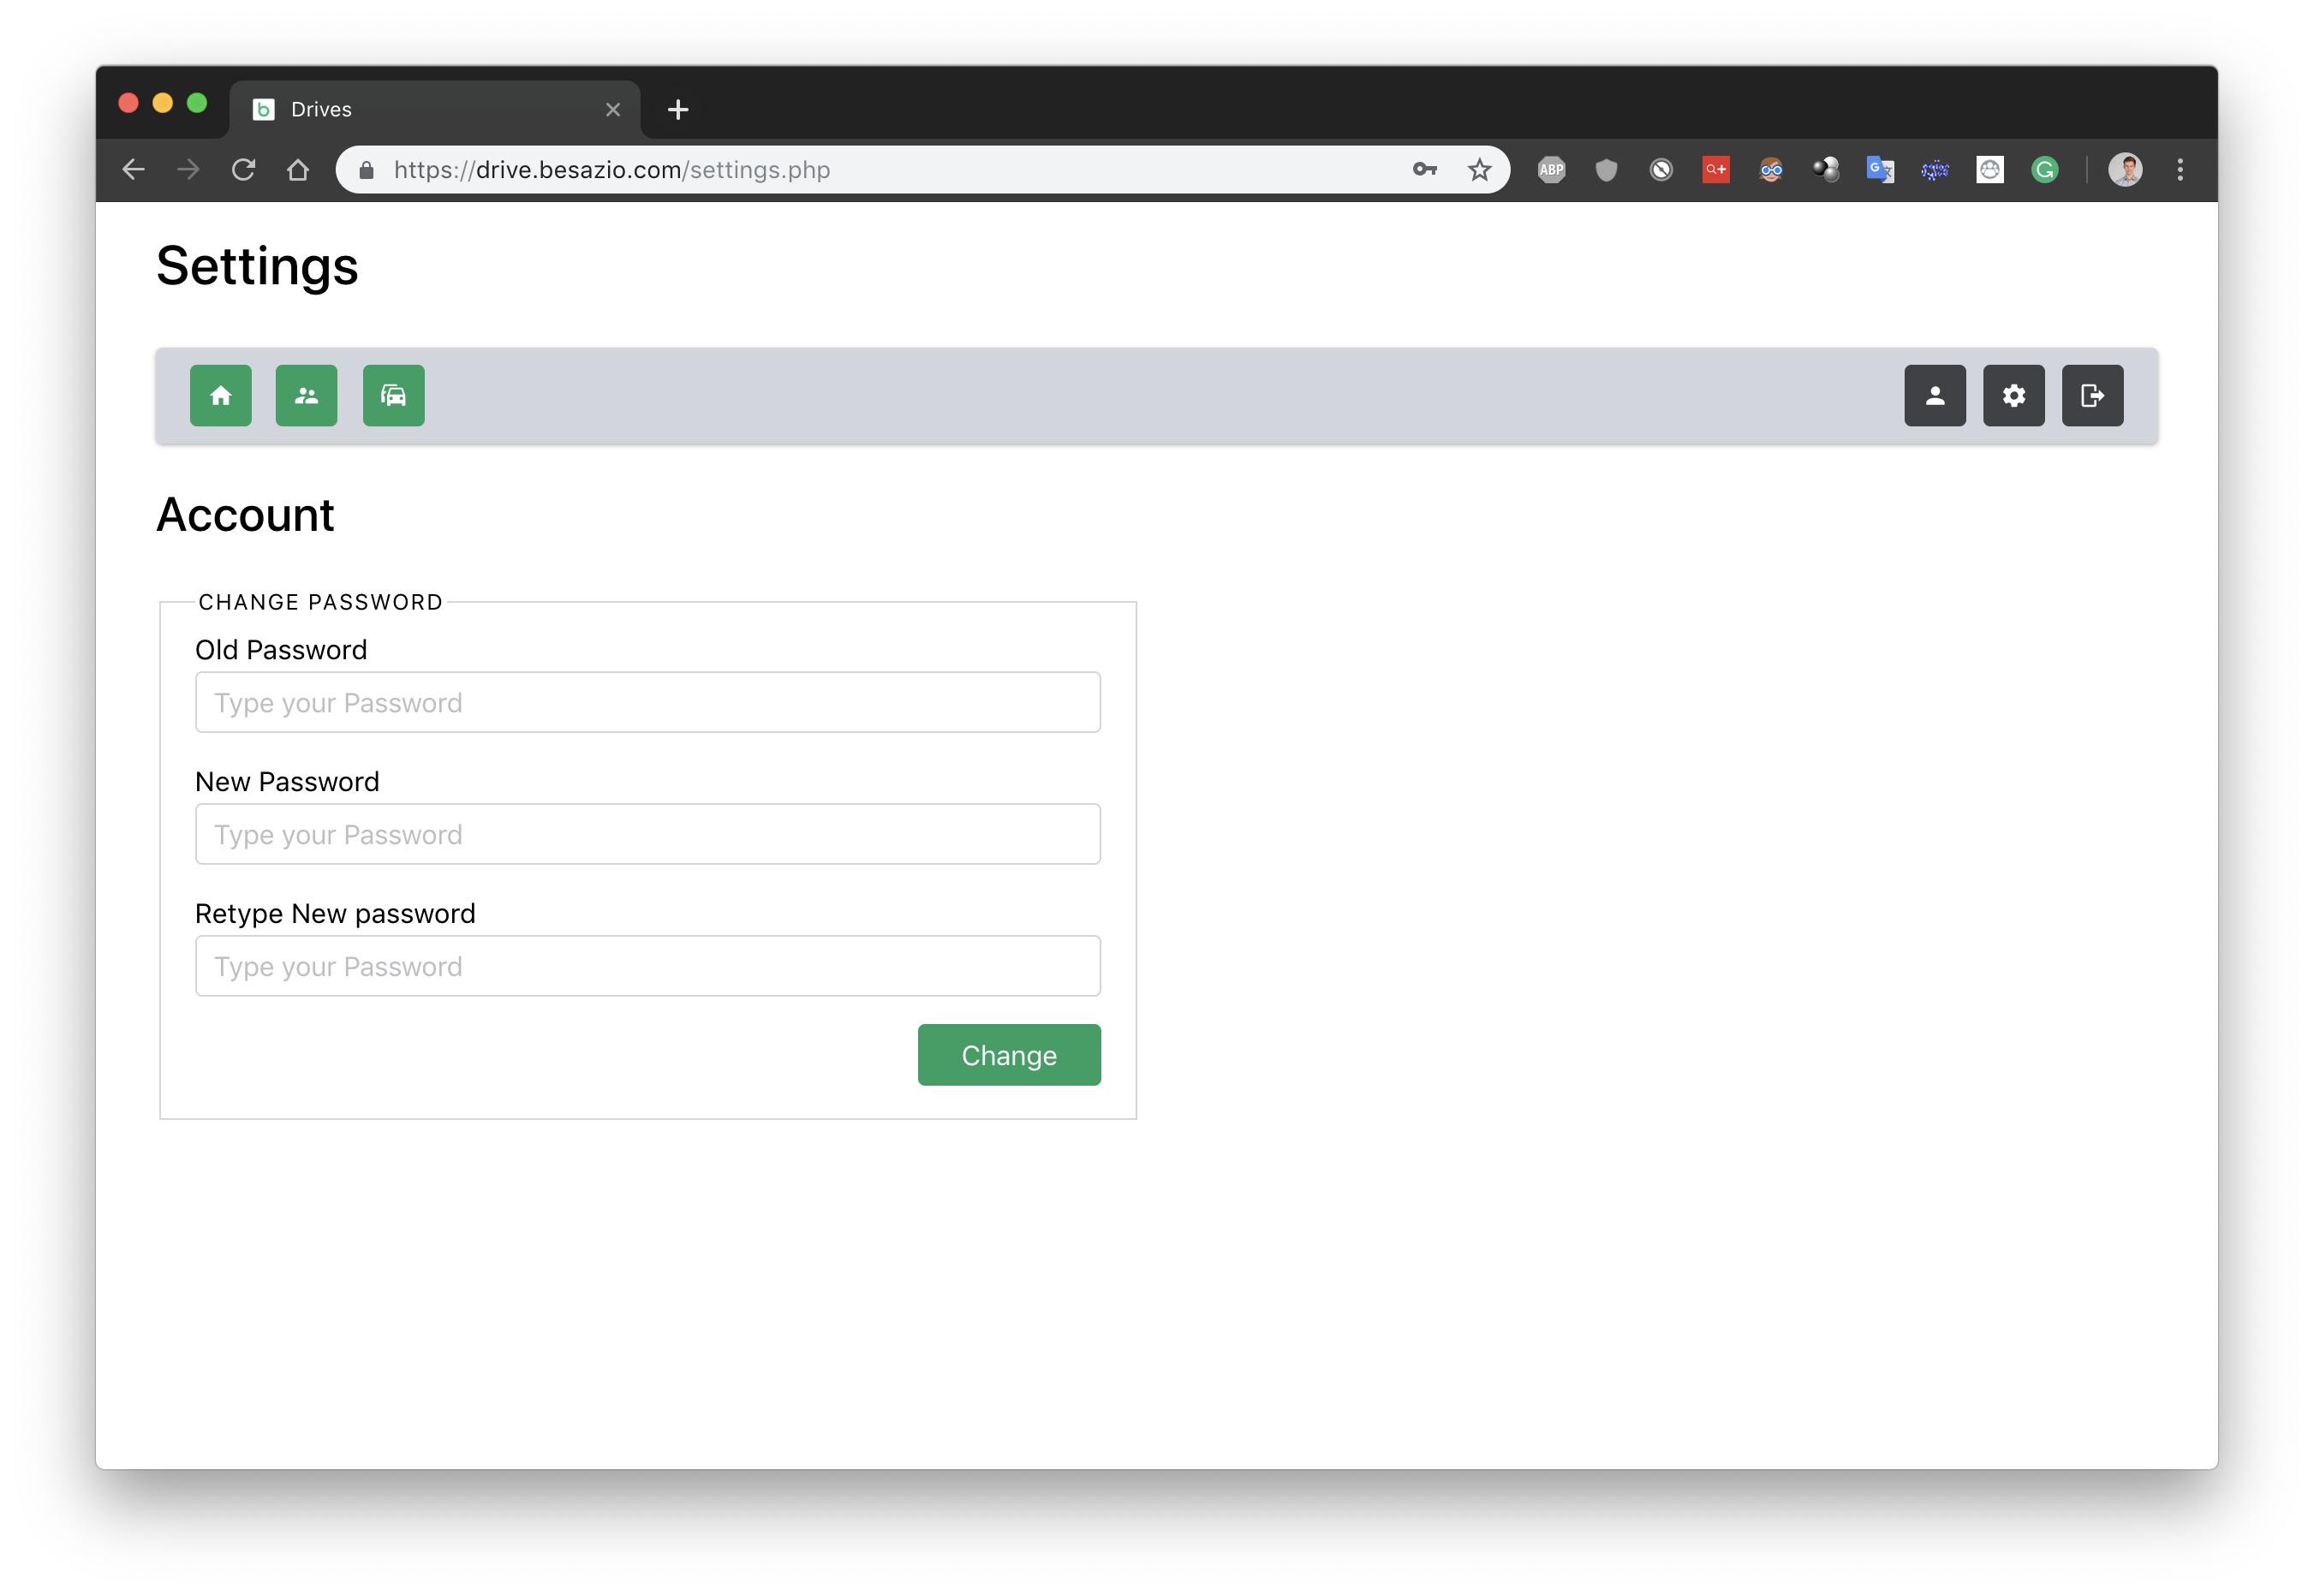 Drives
https://drive.besazio.com/settings.php
ABP
Settings
Account
CHANGE PASSWORD
Old Password
Type your Password
New Password
Type your Password
Retype New password
Type your Password
Change